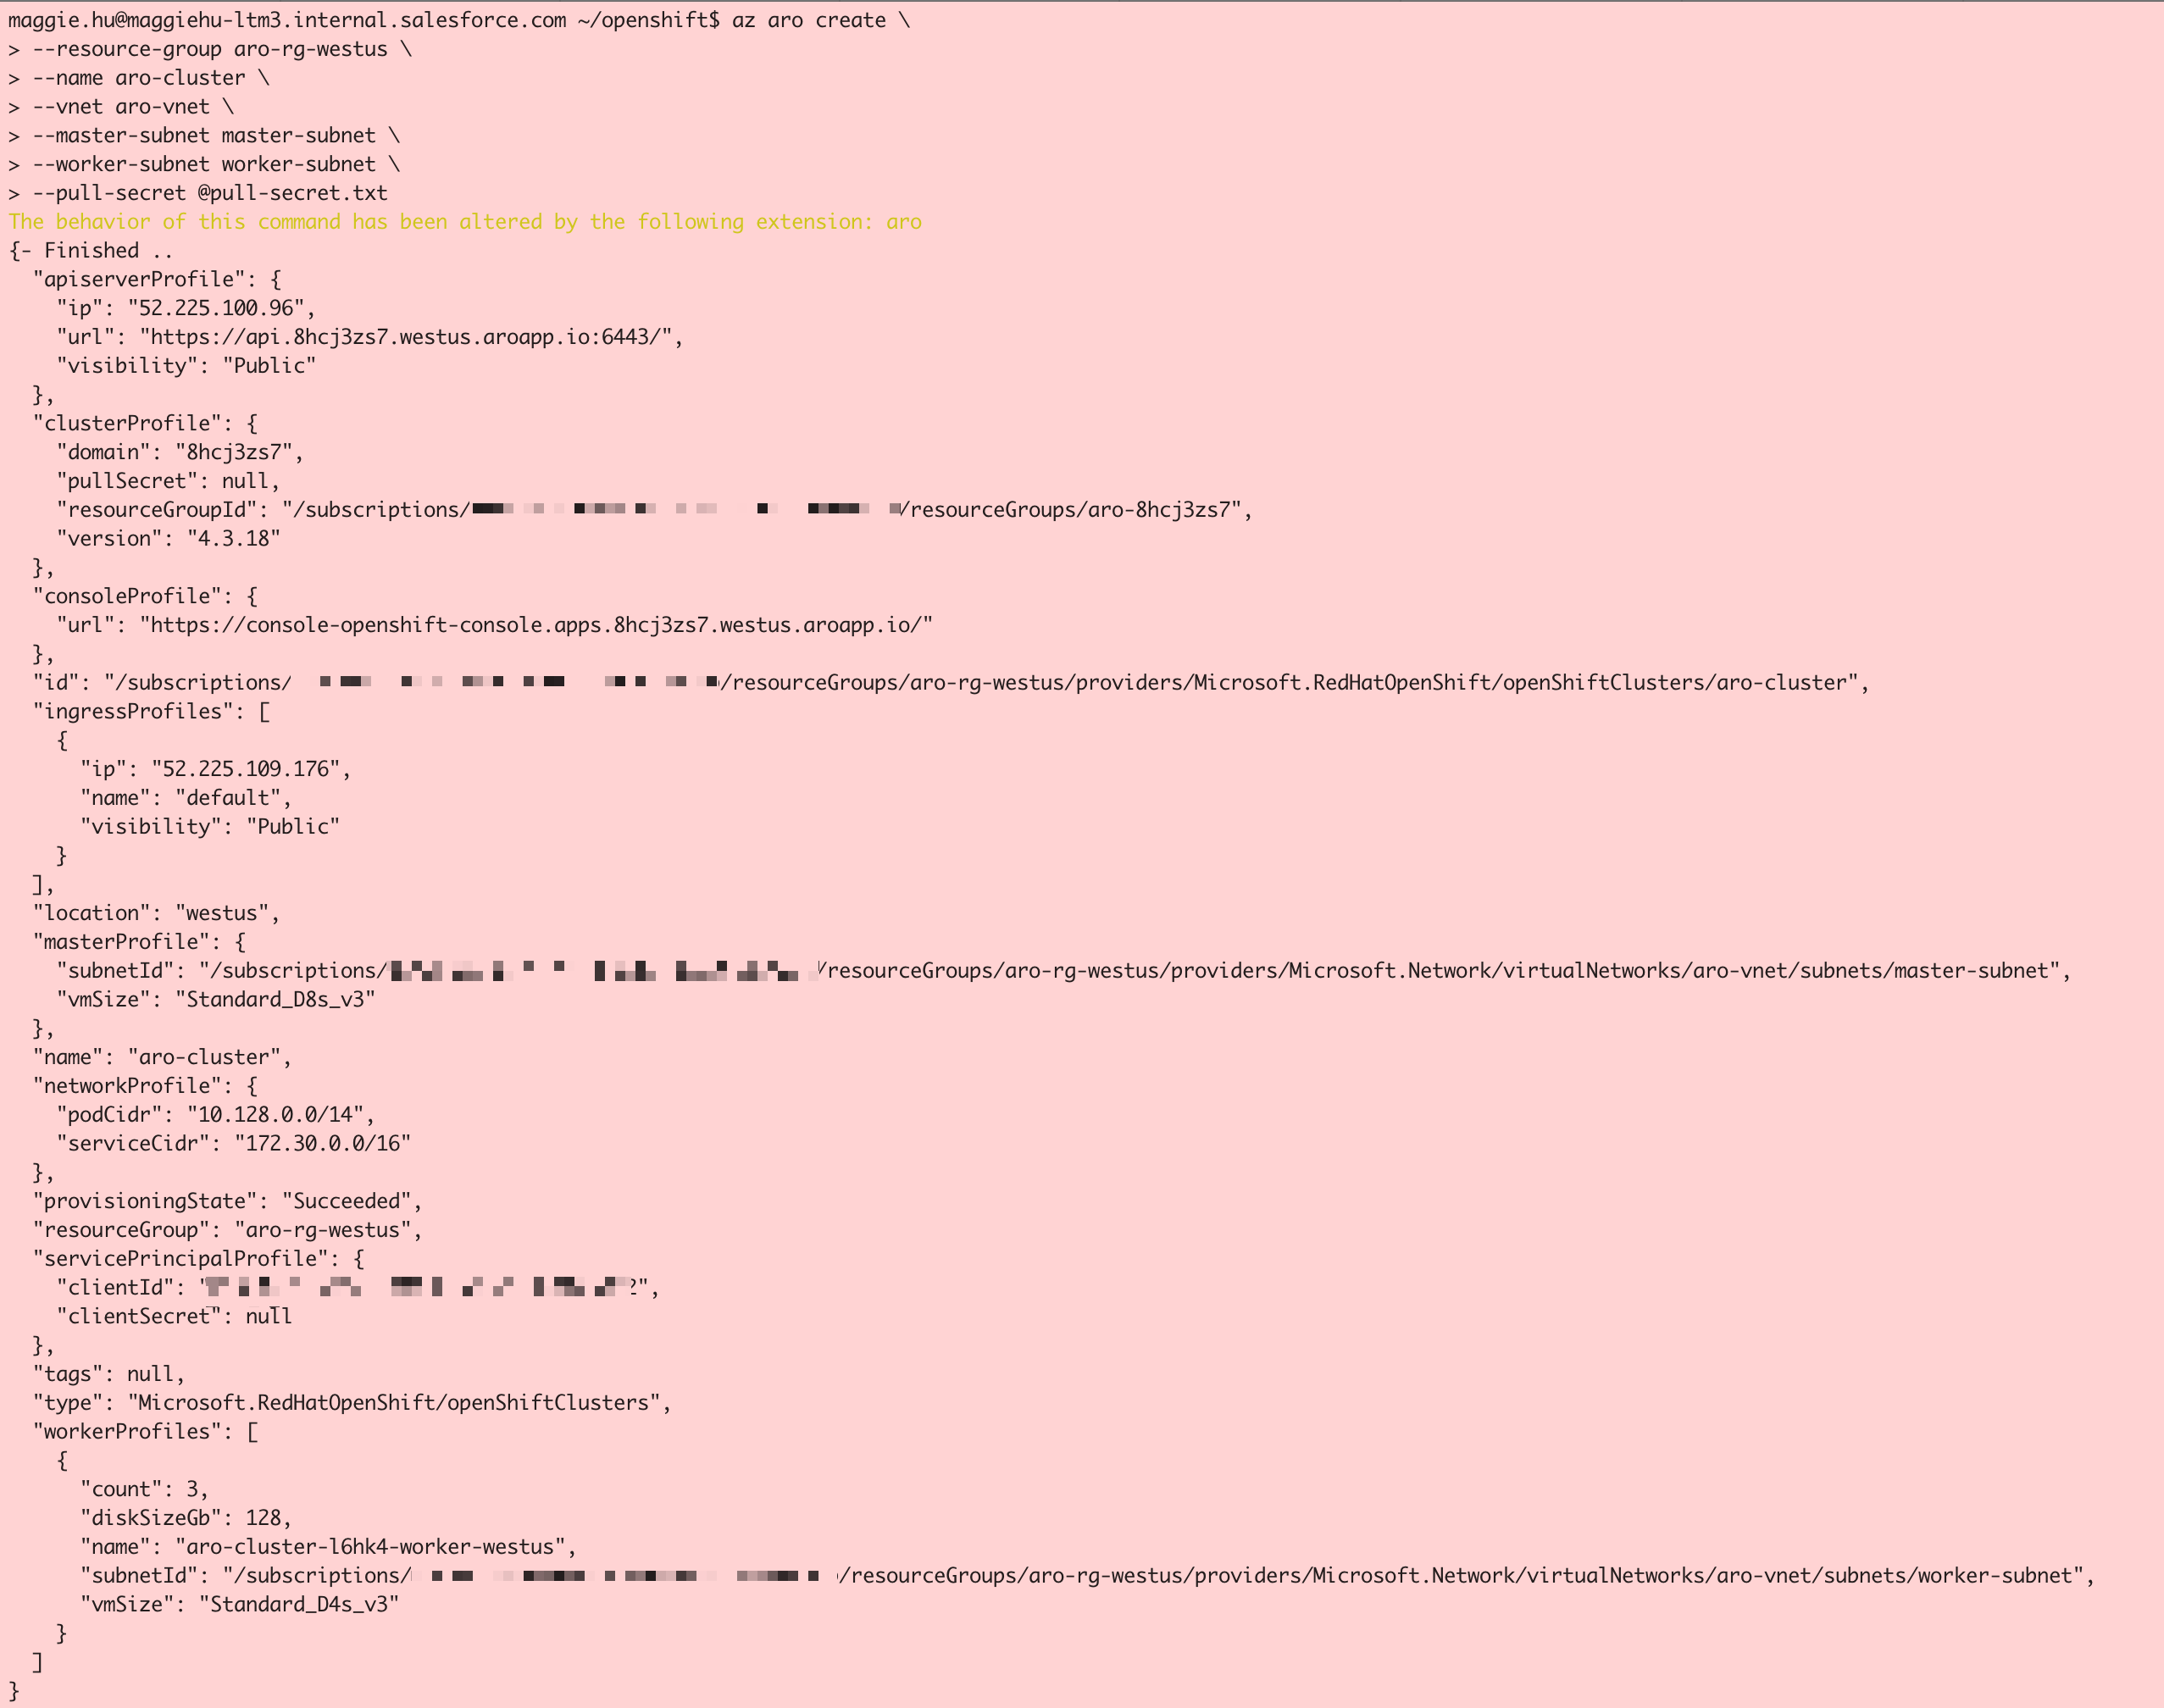 maggie.hu@maggiehu-ltm3.internal.salesforce.com ~/openshift$ az aro create \
> --resource-group aro-rg-westus \
> --name aro-cluster \
> --vnet aro-vnet \
> --master-subnet master-subnet \
> --worker-subnet worker-subnet \
> --pull-secret @pull-secret.txt
The behavior of this command has been altered by the following extension: aro
{- Finished ..
  "apiserverProfile": {
    "ip": "52.225.100.96",
    "url": "https://api.8hcj3zs7.westus.aroapp.io:6443/",
    "visibility": "Public"
  },
  "clusterProfile": {
    "domain": "8hcj3zs7",
    "pullSecret": null,
    "resourceGroupId": "/subscriptions/ /resourceGroups/aro-8hcj3zs7",
    "version": "4.3.18"
  },
  "consoleProfile": {
    "url": "https://console-openshift-console.apps.8hcj3zs7.westus.aroapp.io/"
  },
  "id": "/subscriptions/ /resourceGroups/aro-rg-westus/providers/Microsoft.RedHatOpenShift/openShiftClusters/aro-cluster",
  "ingressProfiles": [
    {
      "ip": "52.225.109.176",
      "name": "default",
      "visibility": "Public"
    }
  ],
  "location": "westus",
  "masterProfile": {
    "subnetId": "/subscriptions/ /resourceGroups/aro-rg-westus/providers/Microsoft.Network/virtualNetworks/aro-vnet/subnets/master-subnet",
    "vmSize": "Standard_D8s_v3"
  },
  "name": "aro-cluster",
  "networkProfile": {
    "podCidr": "10.128.0.0/14",
    "serviceCidr": "172.30.0.0/16"
  },
  "provisioningState": "Succeeded",
  "resourceGroup": "aro-rg-westus",
  "servicePrincipalProfile": {
    "clientId": " ",
    "clientSecret": null
  },
  "tags": null,
  "type": "Microsoft.RedHatOpenShift/openShiftClusters",
  "workerProfiles": [
    {
      "count": 3,
      "diskSizeGb": 128,
      "name": "aro-cluster-l6hk4-worker-westus",
      "subnetId": "/subscriptions/ /resourceGroups/aro-rg-westus/providers/Microsoft.Network/virtualNetworks/aro-vnet/subnets/worker-subnet",
      "vmSize": "Standard_D4s_v3"
    }
  ]
}